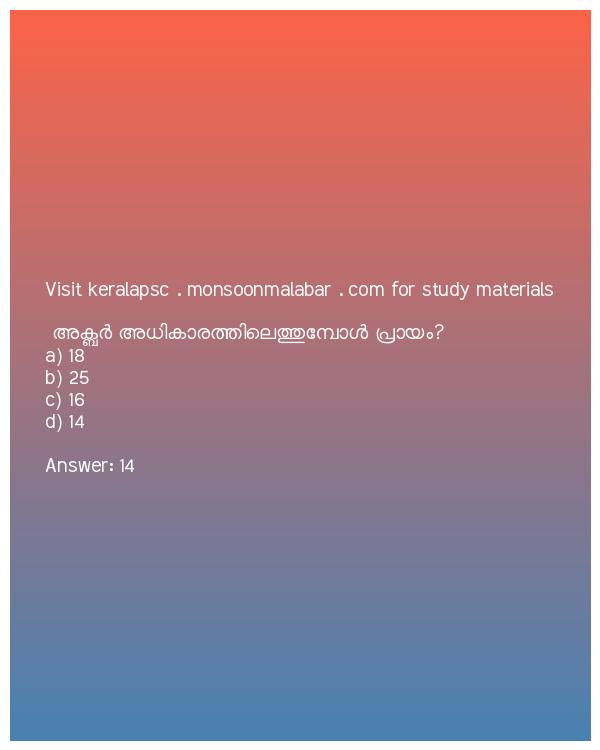 Visit keralapsc . monsoonmalabar . com for study materials
അക്ബർ അധികാരത്തിലെത്തുമ്പോൾ പ്രായം?
a) 18
b) 25
c) 16
d) 14
Answer: 14